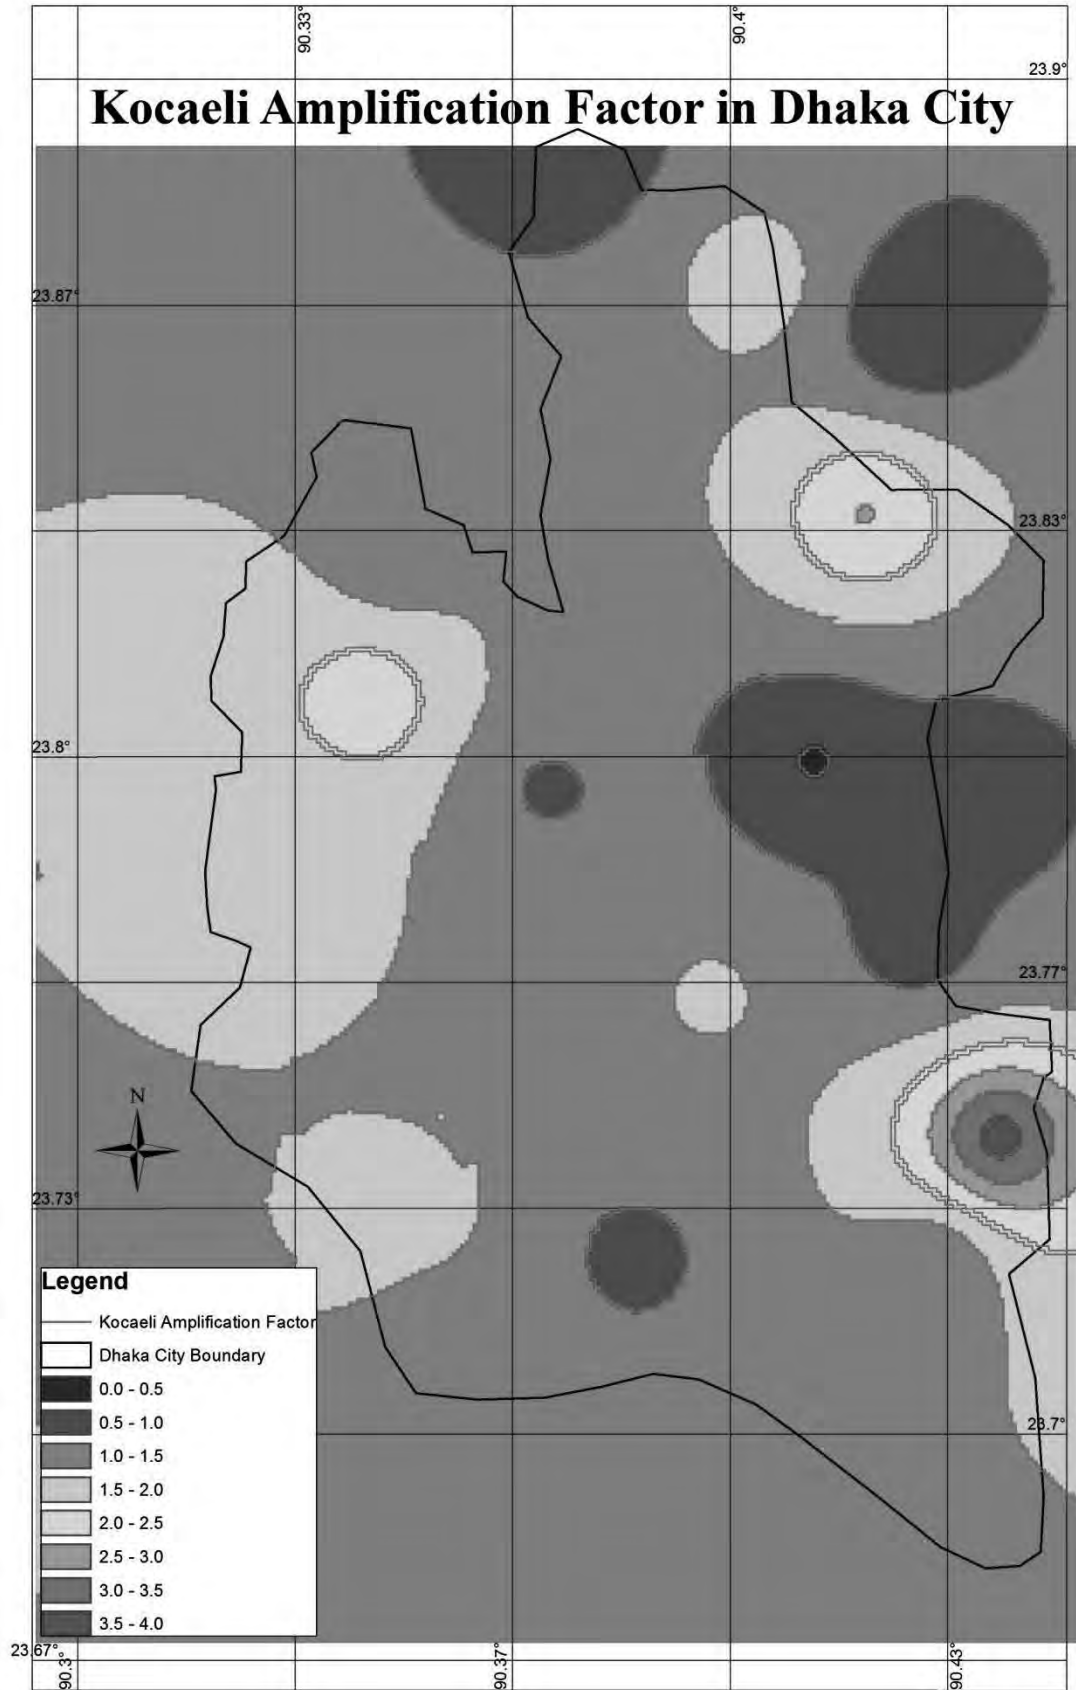 90.33°
90.4°
23.9°
Kocaeli Amplification Factor in Dhaka City
23.87°
23.83°
23.8°
23.77°
N
23.73°
Legend
Kocaeli Amplification Factor
Dhaka City Boundary
0.0 - 0.5
0.5 - 1.0
1.0 - 1.5
23.7°
1.5 - 2.0
2.0 - 2.5
2.5 - 3.0
3.0 - 3.5
3.5 - 4.0
23.67°
90.3°
90.37°
90.43°